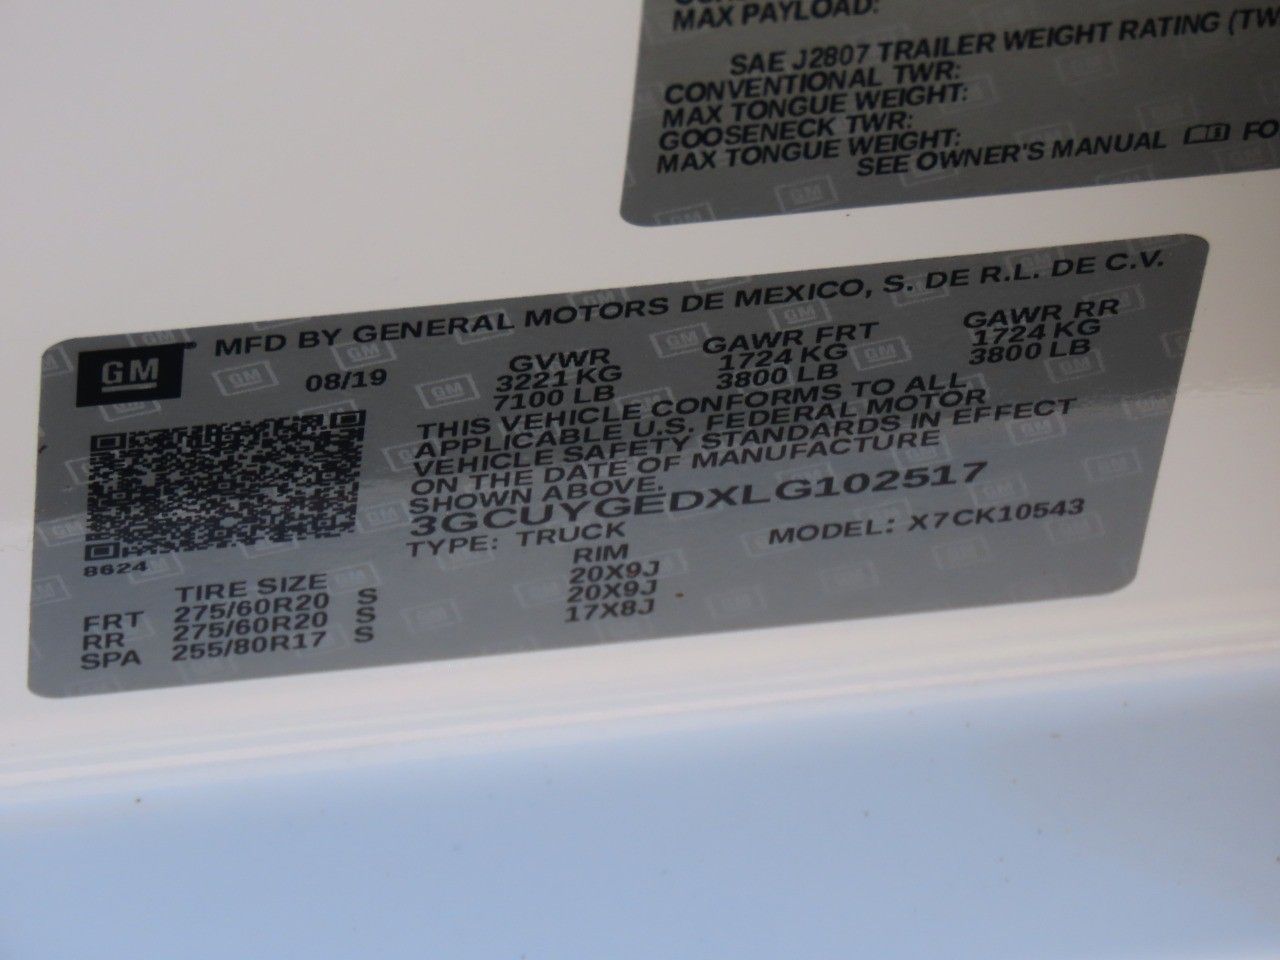 MAX PAYLOAD:
SAE J2807 TRAILER WEIGHT RATING (TW
CONVENTIONAL TWR:
MAX TONGUE WEIGHT:
GOOSENECK TWR:
MAX TONGUE WEIGHT:
SEE OWNER'S MANUAL FO
GM
MFD BY GENERAL MOTORS DE MEXICO, S. DE R.L. DE C.V.
08/19 GVWR GAWR FRT GAWR RR
3221 KG 1724 KG 1724 KG
7100 LB 3800 LB 3800 LB
THIS VEHICLE CONFORMS TO ALL
APPLICABLE U.S. FEDERAL MOTOR
VEHICLE SAFETY STANDARDS IN EFFECT
ON THE DATE OF MANUFACTURE
SHOWN ABOVE.
3GCUYGEDXLG102517
TYPE: TRUCK MODEL: X7CK10543
8624
TIRE SIZE RIM
FRT 275/60R20 S 20X9J
RR 275/60R20 S 20X9J
SPA 255/80R17 S 17X8J